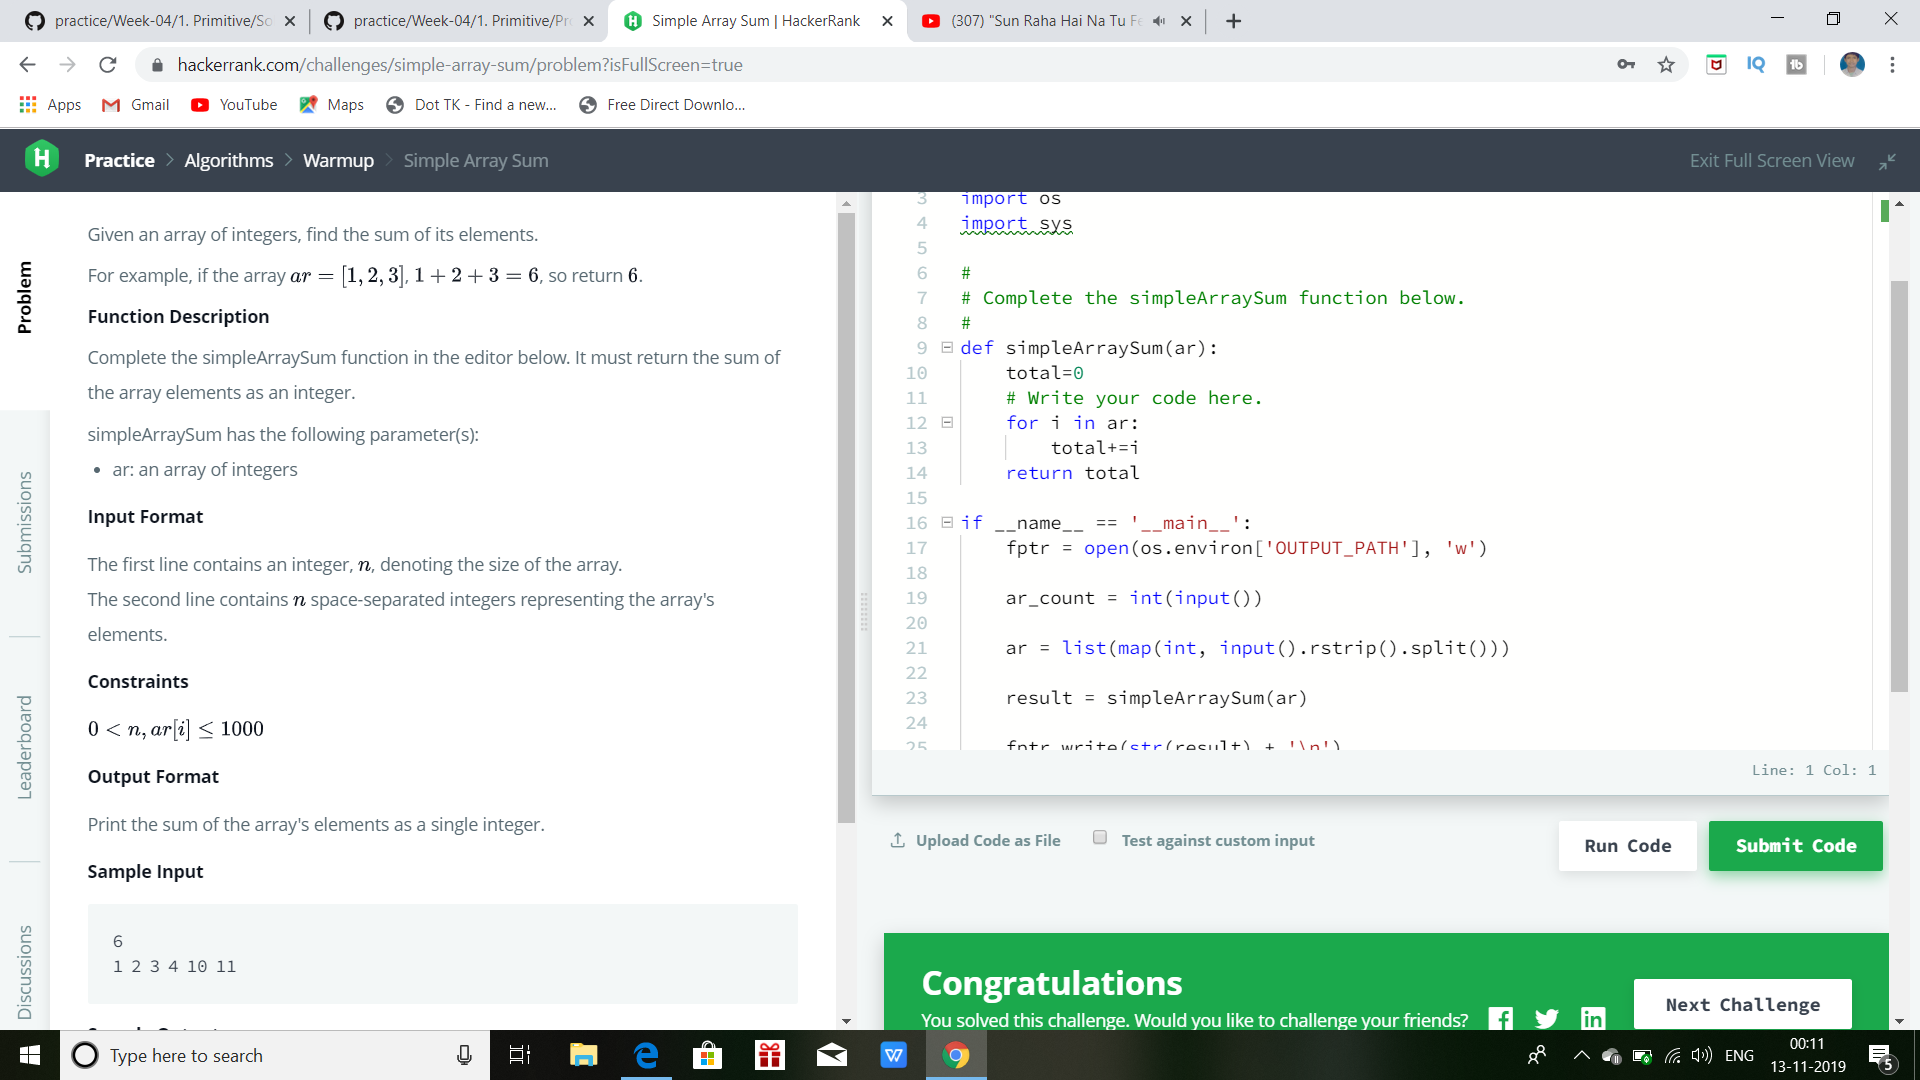 practice/Week-04/1. Primitive/So
practice/Week-04/1. Primitive/Pr
Simple Array Sum | HackerRank
(307) "Sun Raha Hai Na Tu Fe
hackerrank.com/challenges/simple-array-sum/problem?isFullScreen=true
IQ
Apps
Gmail
YouTube
Maps
Dot TK - Find a new...
Free Direct Downlo...
H
Practice > Algorithms > Warmup > Simple Array Sum
Exit Full Screen View
Problem
Submissions
Leaderboard
Discussions
Given an array of integers, find the sum of its elements.
For example, if the array ar = [1, 2, 3], 1 + 2 + 3 = 6, so return 6.
Function Description
Complete the simpleArraySum function in the editor below. It must return the sum of
the array elements as an integer.
simpleArraySum has the following parameter(s):
• ar: an array of integers
Input Format
The first line contains an integer, n, denoting the size of the array.
The second line contains n space-separated integers representing the array's
elements.
Constraints
0 < n, ar[i] ≤ 1000
Output Format
Print the sum of the array's elements as a single integer.
Sample Input
6
1 2 3 4 10 11
3 import os
4 import sys
5
6 #
7 # Complete the simpleArraySum function below.
8 #
9 def simpleArraySum(ar):
10 total=0
11 # Write your code here.
12 for i in ar:
13 total+=i
14 return total
15
16 if __name__ == '__main__':
17 fptr = open(os.environ['OUTPUT_PATH'], 'w')
18
19 ar_count = int(input())
20
21 ar = list(map(int, input().rstrip().split()))
22
23 result = simpleArraySum(ar)
24
25 fptr.write(str(result) + '\n')
Line: 1 Col: 1
Upload Code as File
Test against custom input
Run Code
Submit Code
Congratulations
You solved this challenge. Would you like to challenge your friends?
Next Challenge
Type here to search
ENG
00:11
13-11-2019
5